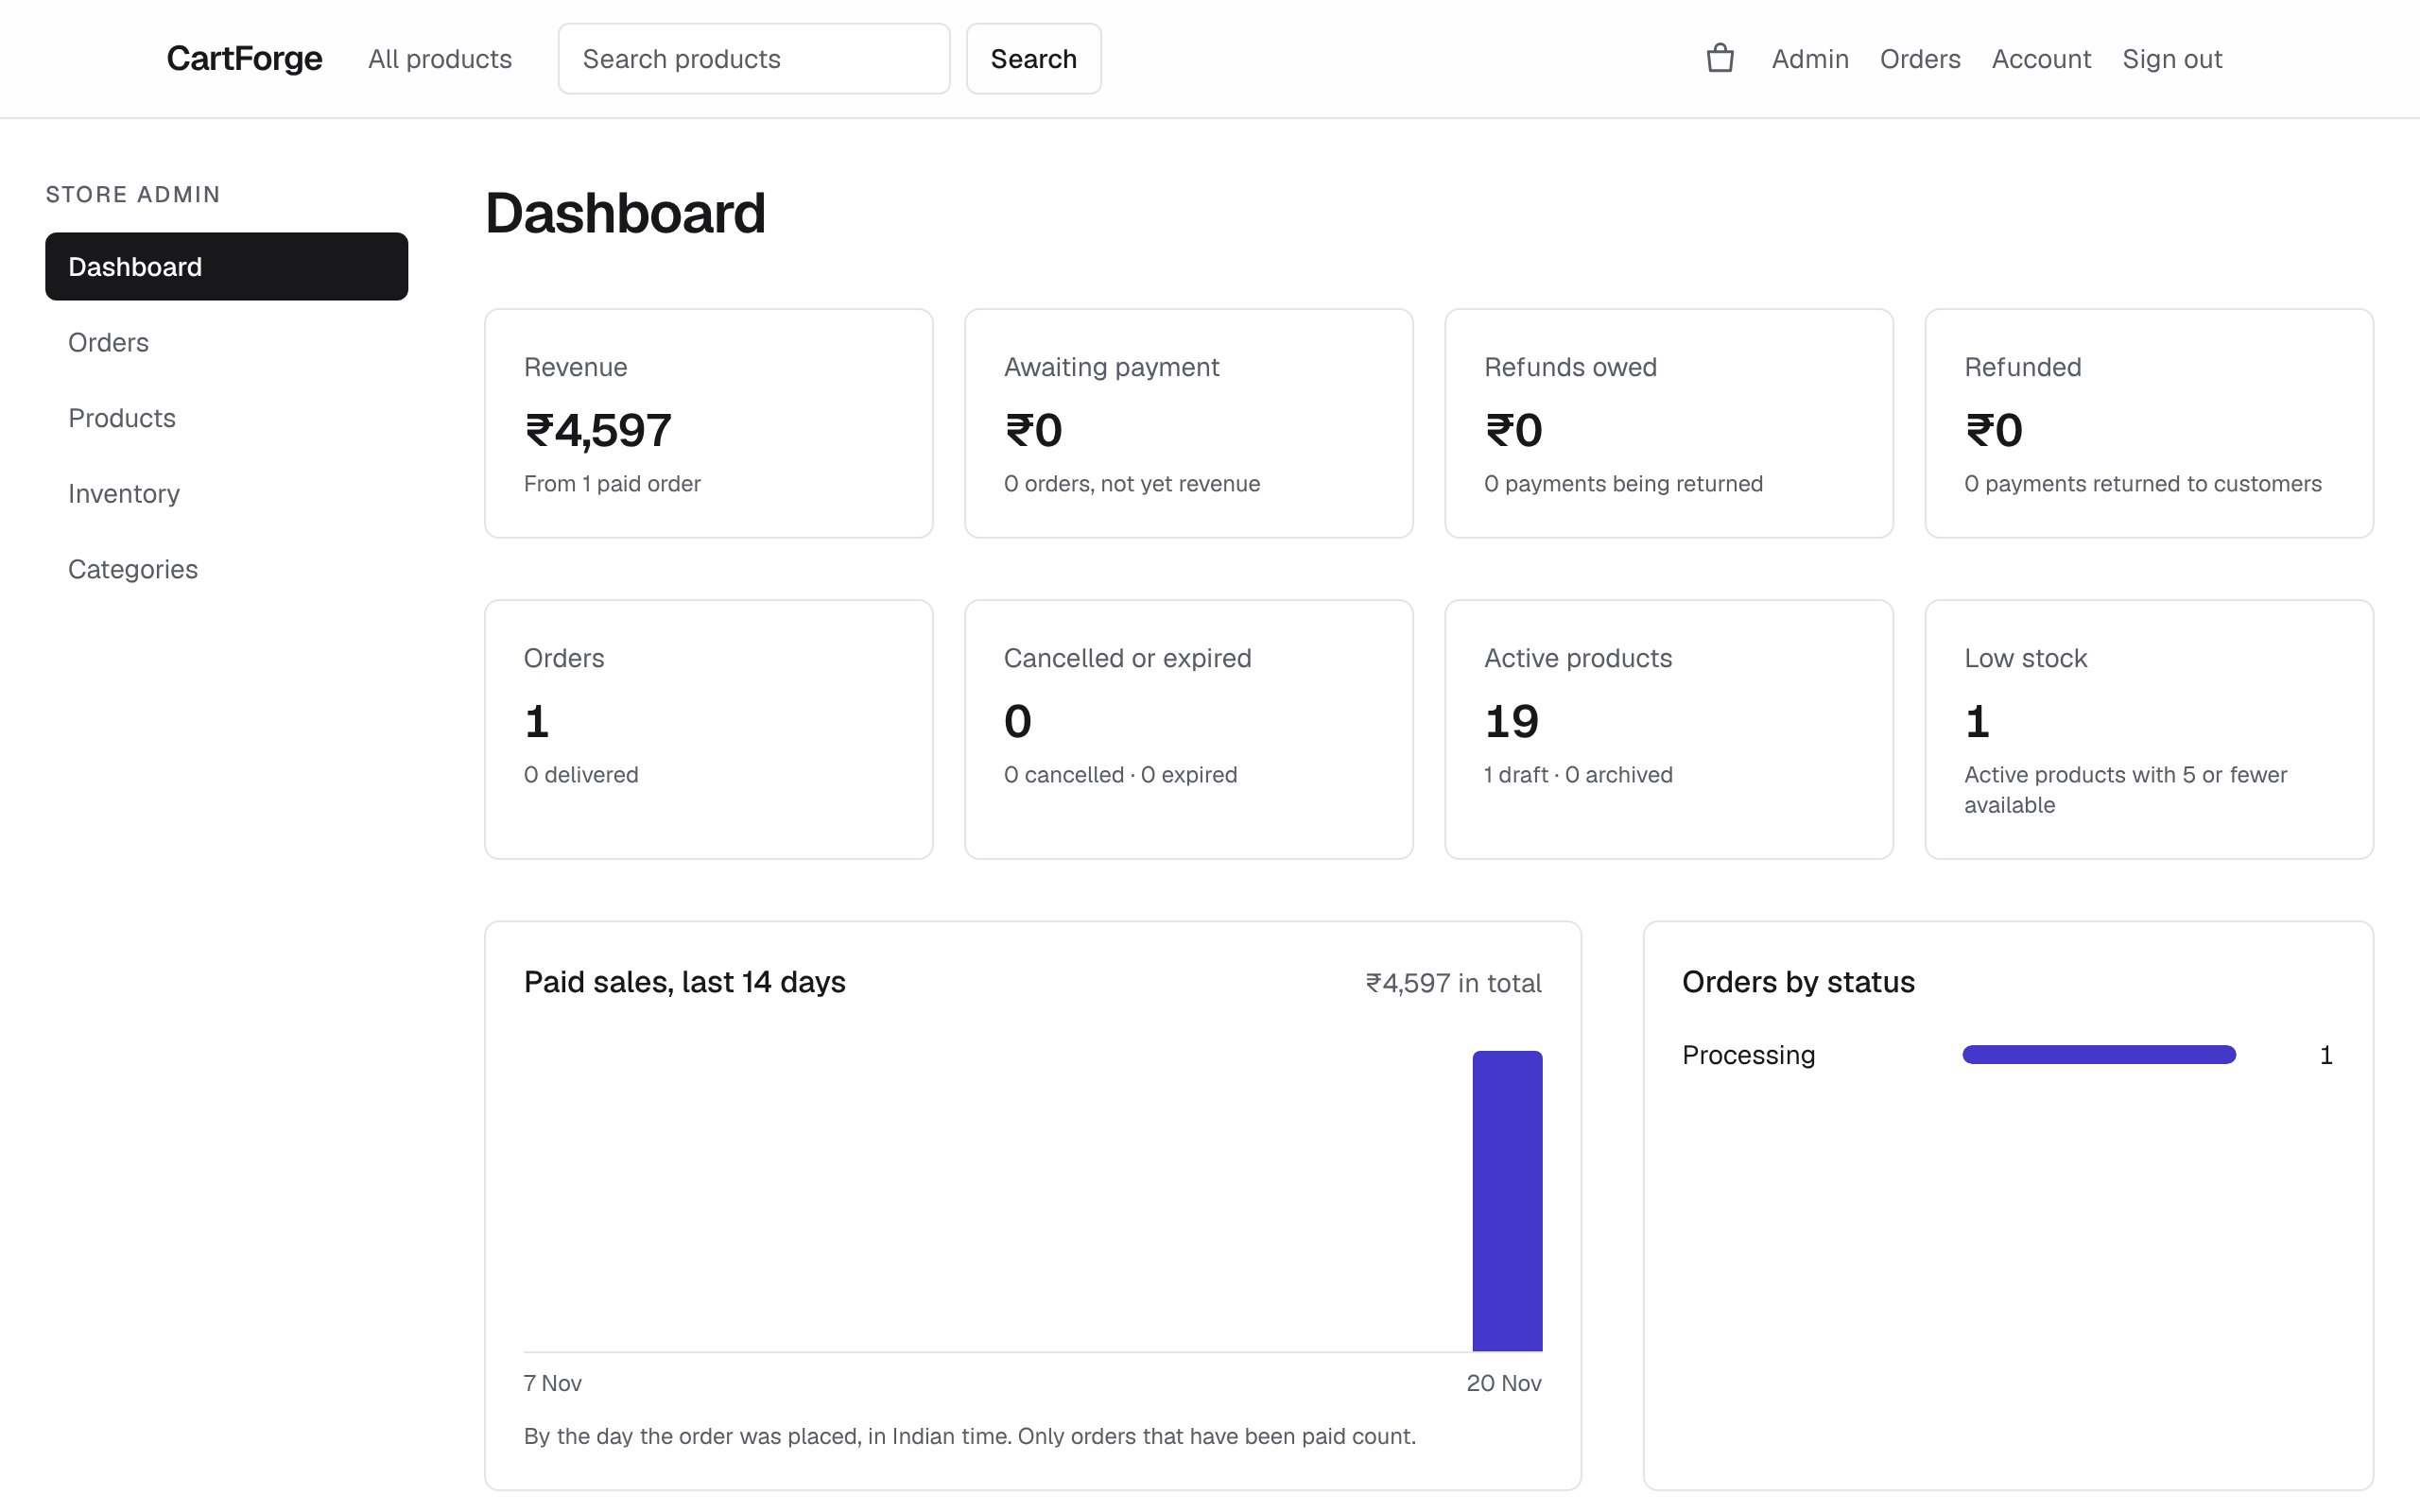 CartForge
All products
Search products
Search
Admin
Orders
Account
Sign out
STORE ADMIN
Dashboard
Orders
Products
Inventory
Categories
Dashboard
Revenue
₹4,597
From 1 paid order
Awaiting payment
₹0
0 orders, not yet revenue
Refunds owed
₹0
0 payments being returned
Refunded
₹0
0 payments returned to customers
Orders
1
0 delivered
Cancelled or expired
0
0 cancelled · 0 expired
Active products
19
1 draft · 0 archived
Low stock
1
Active products with 5 or fewer
available
Paid sales, last 14 days
₹4,597 in total
7 Nov
20 Nov
By the day the order was placed, in Indian time. Only orders that have been paid count.
Orders by status
Processing
1